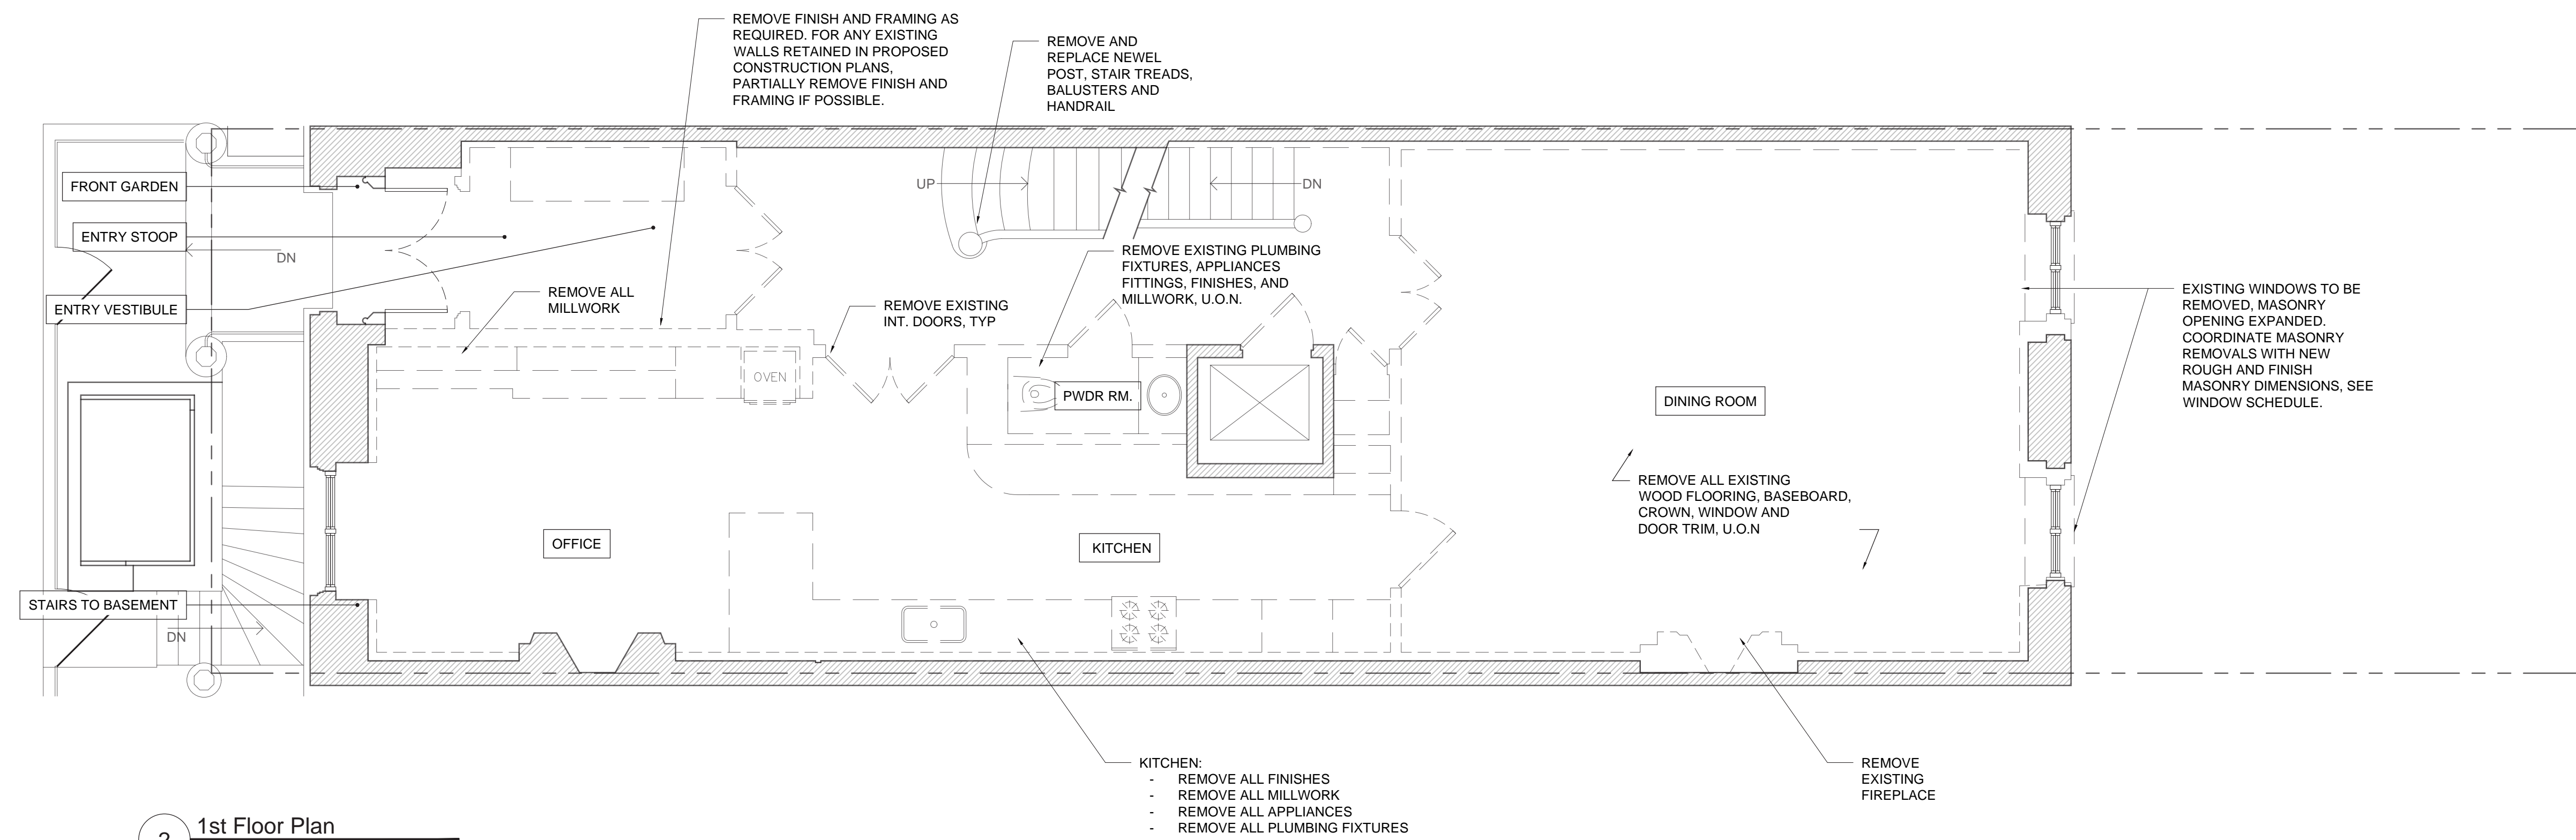 REMOVE FINISH AND FRAMING AS
REQUIRED. FOR ANY EXISTING
WALLS RETAINED IN PROPOSED
CONSTRUCTION PLANS,
PARTIALLY REMOVE FINISH AND
FRAMING IF POSSIBLE.
REMOVE AND
REPLACE NEWEL
POST, STAIR TREADS,
BALUSTERS AND
HANDRAIL
FRONT GARDEN
UP
DN
ENTRY STOOP
DN
ENTRY VESTIBULE
REMOVE ALL
MILLWORK
REMOVE EXISTING
INT. DOORS, TYP
REMOVE EXISTING PLUMBING
FIXTURES, APPLIANCES
FITTINGS, FINISHES, AND
MILLWORK, U.O.N.
EXISTING WINDOWS TO BE
REMOVED, MASONRY
OPENING EXPANDED.
COORDINATE MASONRY
REMOVALS WITH NEW
ROUGH AND FINISH
MASONRY DIMENSIONS, SEE
WINDOW SCHEDULE.
OVEN
PWDR RM.
DINING ROOM
REMOVE ALL EXISTING
WOOD FLOORING, BASEBOARD,
CROWN, WINDOW AND
DOOR TRIM, U.O.N
OFFICE
KITCHEN
STAIRS TO BASEMENT
DN
KITCHEN:
- REMOVE ALL FINISHES
- REMOVE ALL MILLWORK
- REMOVE ALL APPLIANCES
- REMOVE ALL PLUMBING FIXTURES
REMOVE
EXISTING
FIREPLACE
2
1st Floor Plan